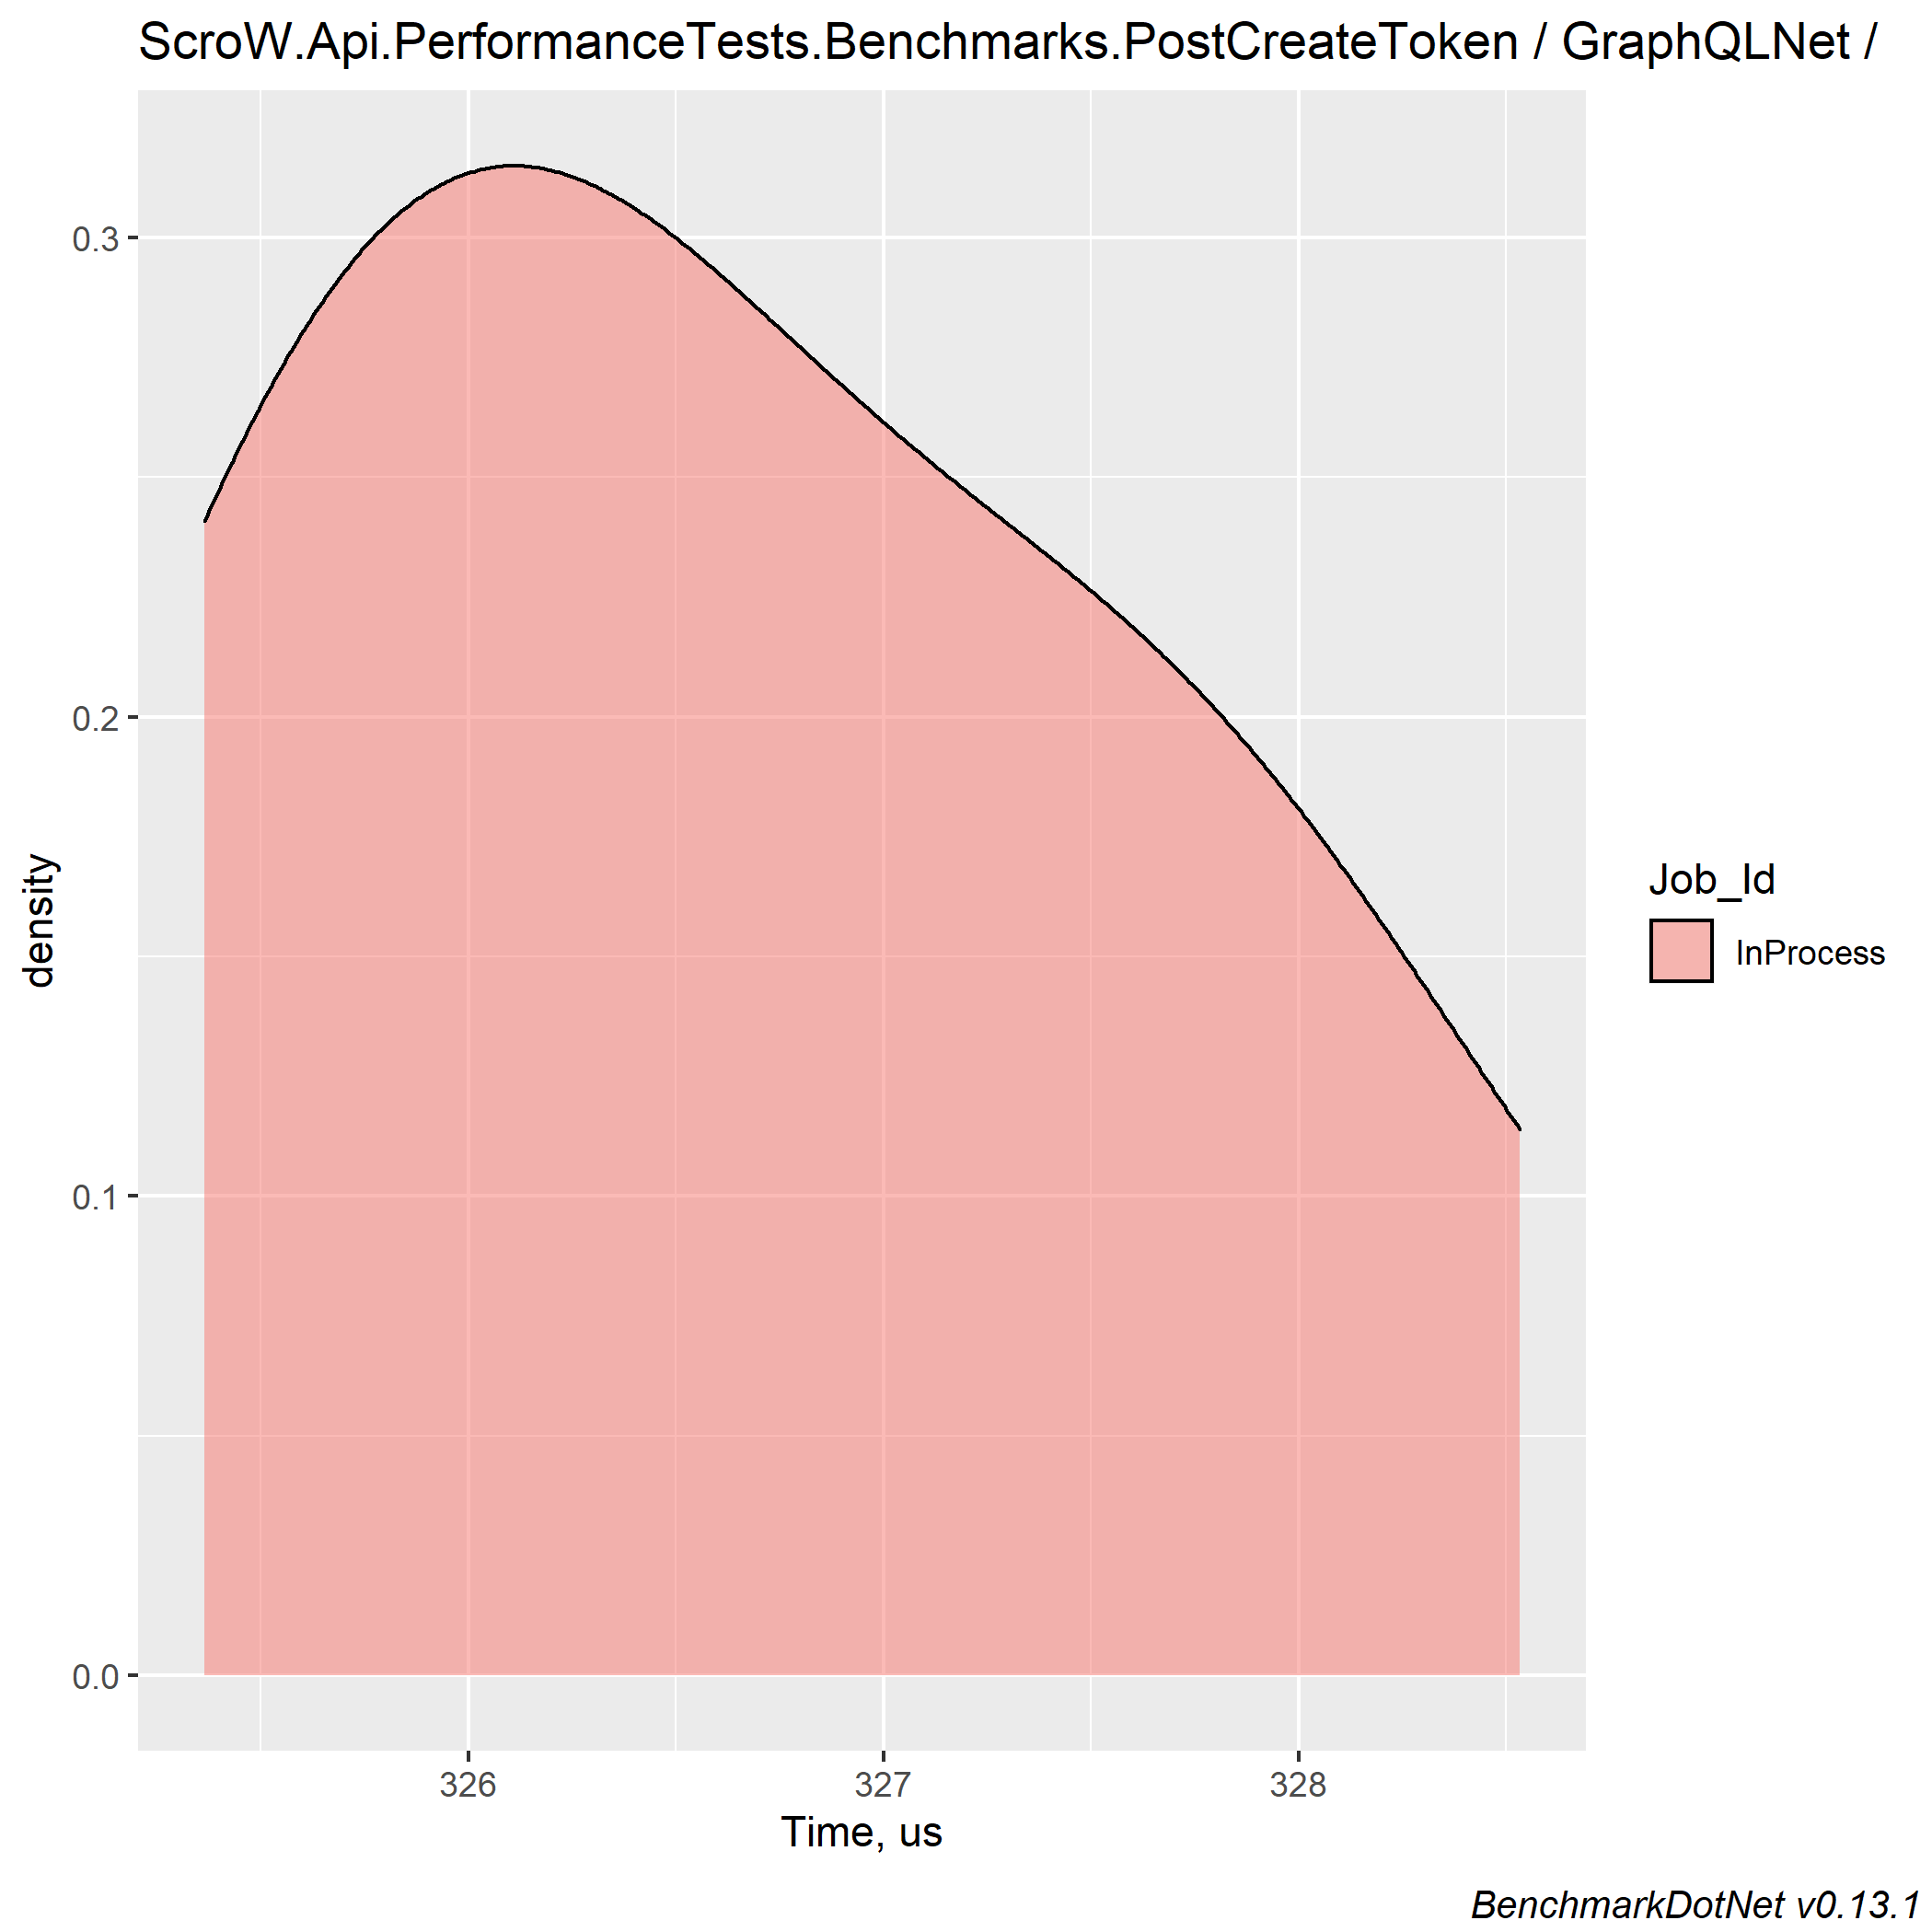 ScroW.Api.PerformanceTests.Benchmarks.PostCreateToken / GraphQLNet /
0.3
0.2
0.1
0.0
density
326 327 328
Time, us
Job_Id
InProcess
BenchmarkDotNet v0.13.1